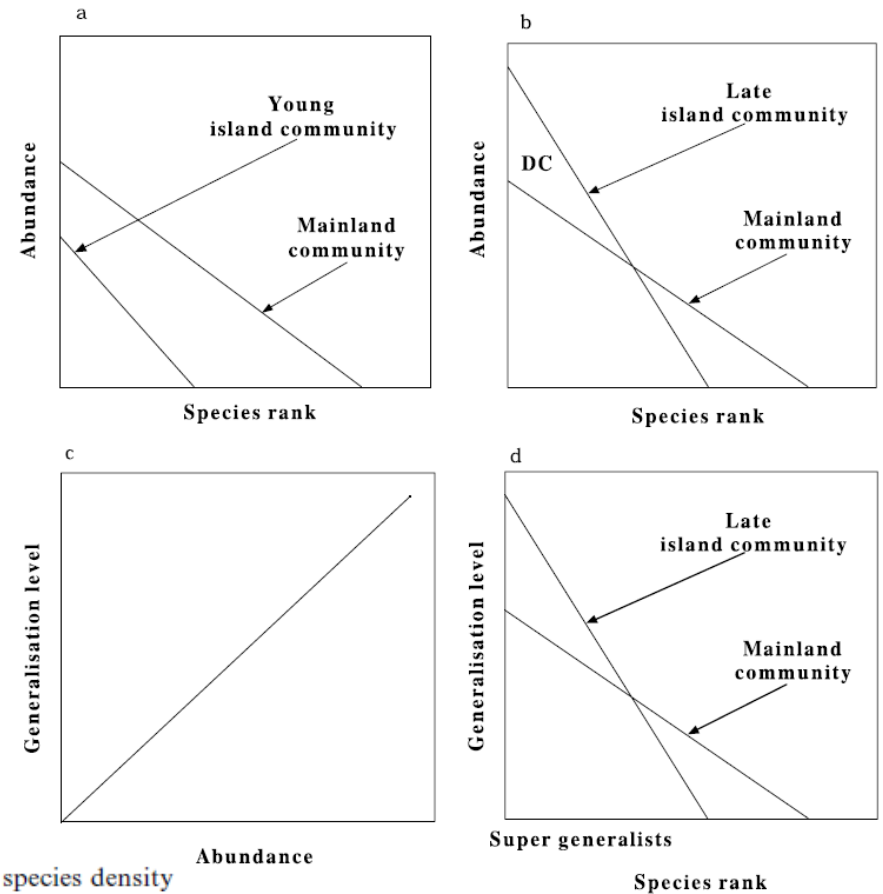 a
Young
island community
Mainland
community
Abundance
Species rank
b
Late
island community
DC
Mainland
community
Abundance
Species rank
c
Generalisation level
Abundance
d
Late
island community
Mainland
community
Generalisation level
Super generalists
Species rank
species density